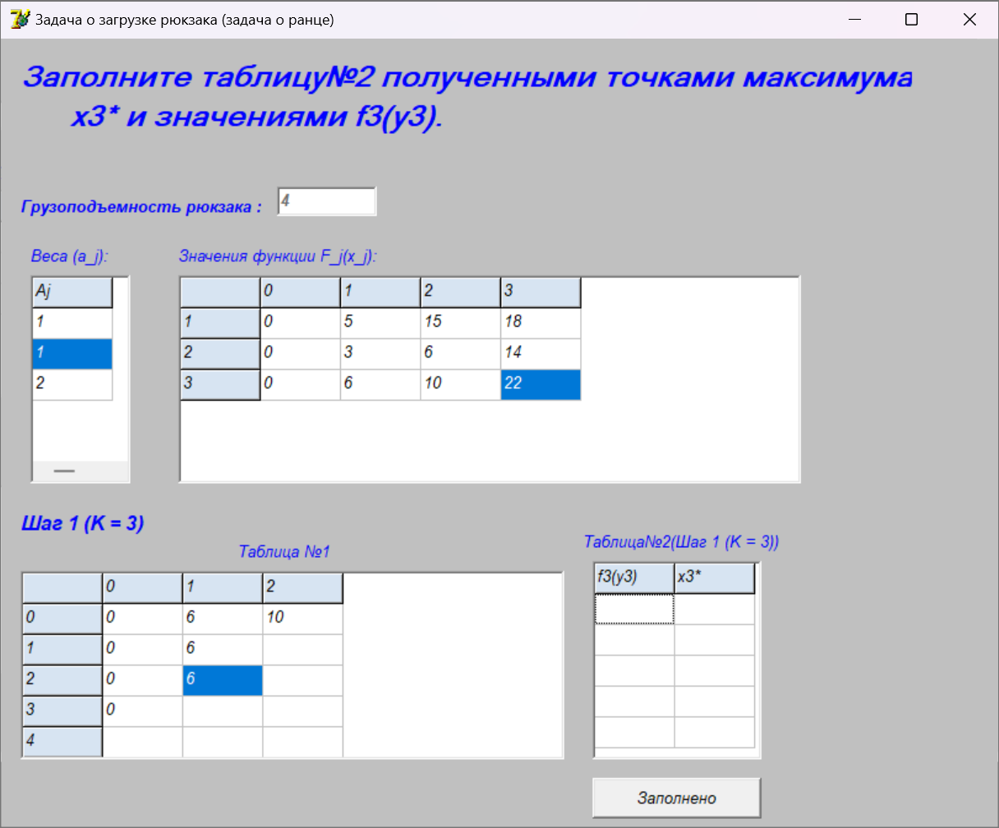 Задача о загрузке рюкзака (задача о ранце)
Заполните таблицу№2 полученными точками максимума
x3* и значениями f3(y3).
Грузоподъемность рюкзака : 4
Веса (a_j):
Aj
1
1
2
Значения функции F_j(x_j):
0 1 2 3
1 0 5 15 18
2 0 3 6 14
3 0 6 10 22
Шаг 1 (K = 3)
Таблица №1
0 1 2
0 0 6 10
1 0 6
2 0 6
3 0
4
Таблица№2(Шаг 1 (K = 3))
f3(y3) x3*
Заполнено